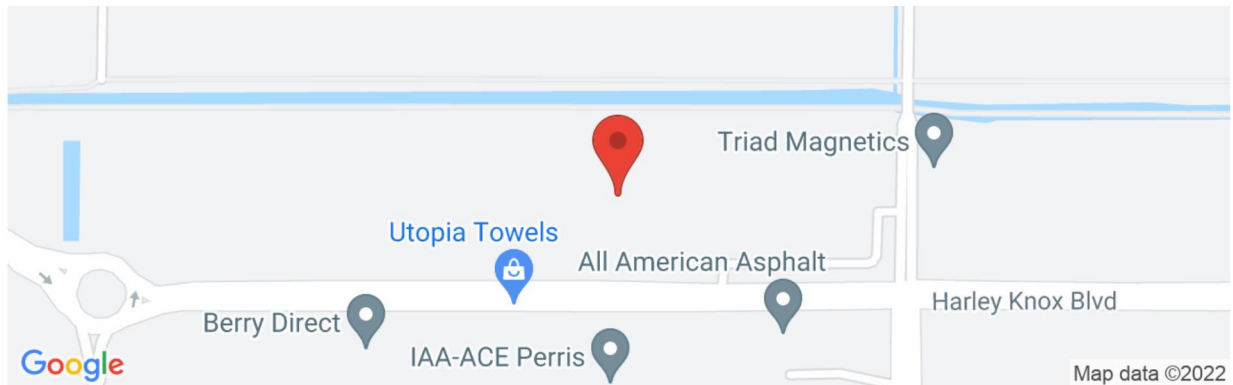 Triad Magnetics
Utopia Towels
All American Asphalt
Harley Knox Blvd
Berry Direct
IAA-ACE Perris
Google
Map data ©2022